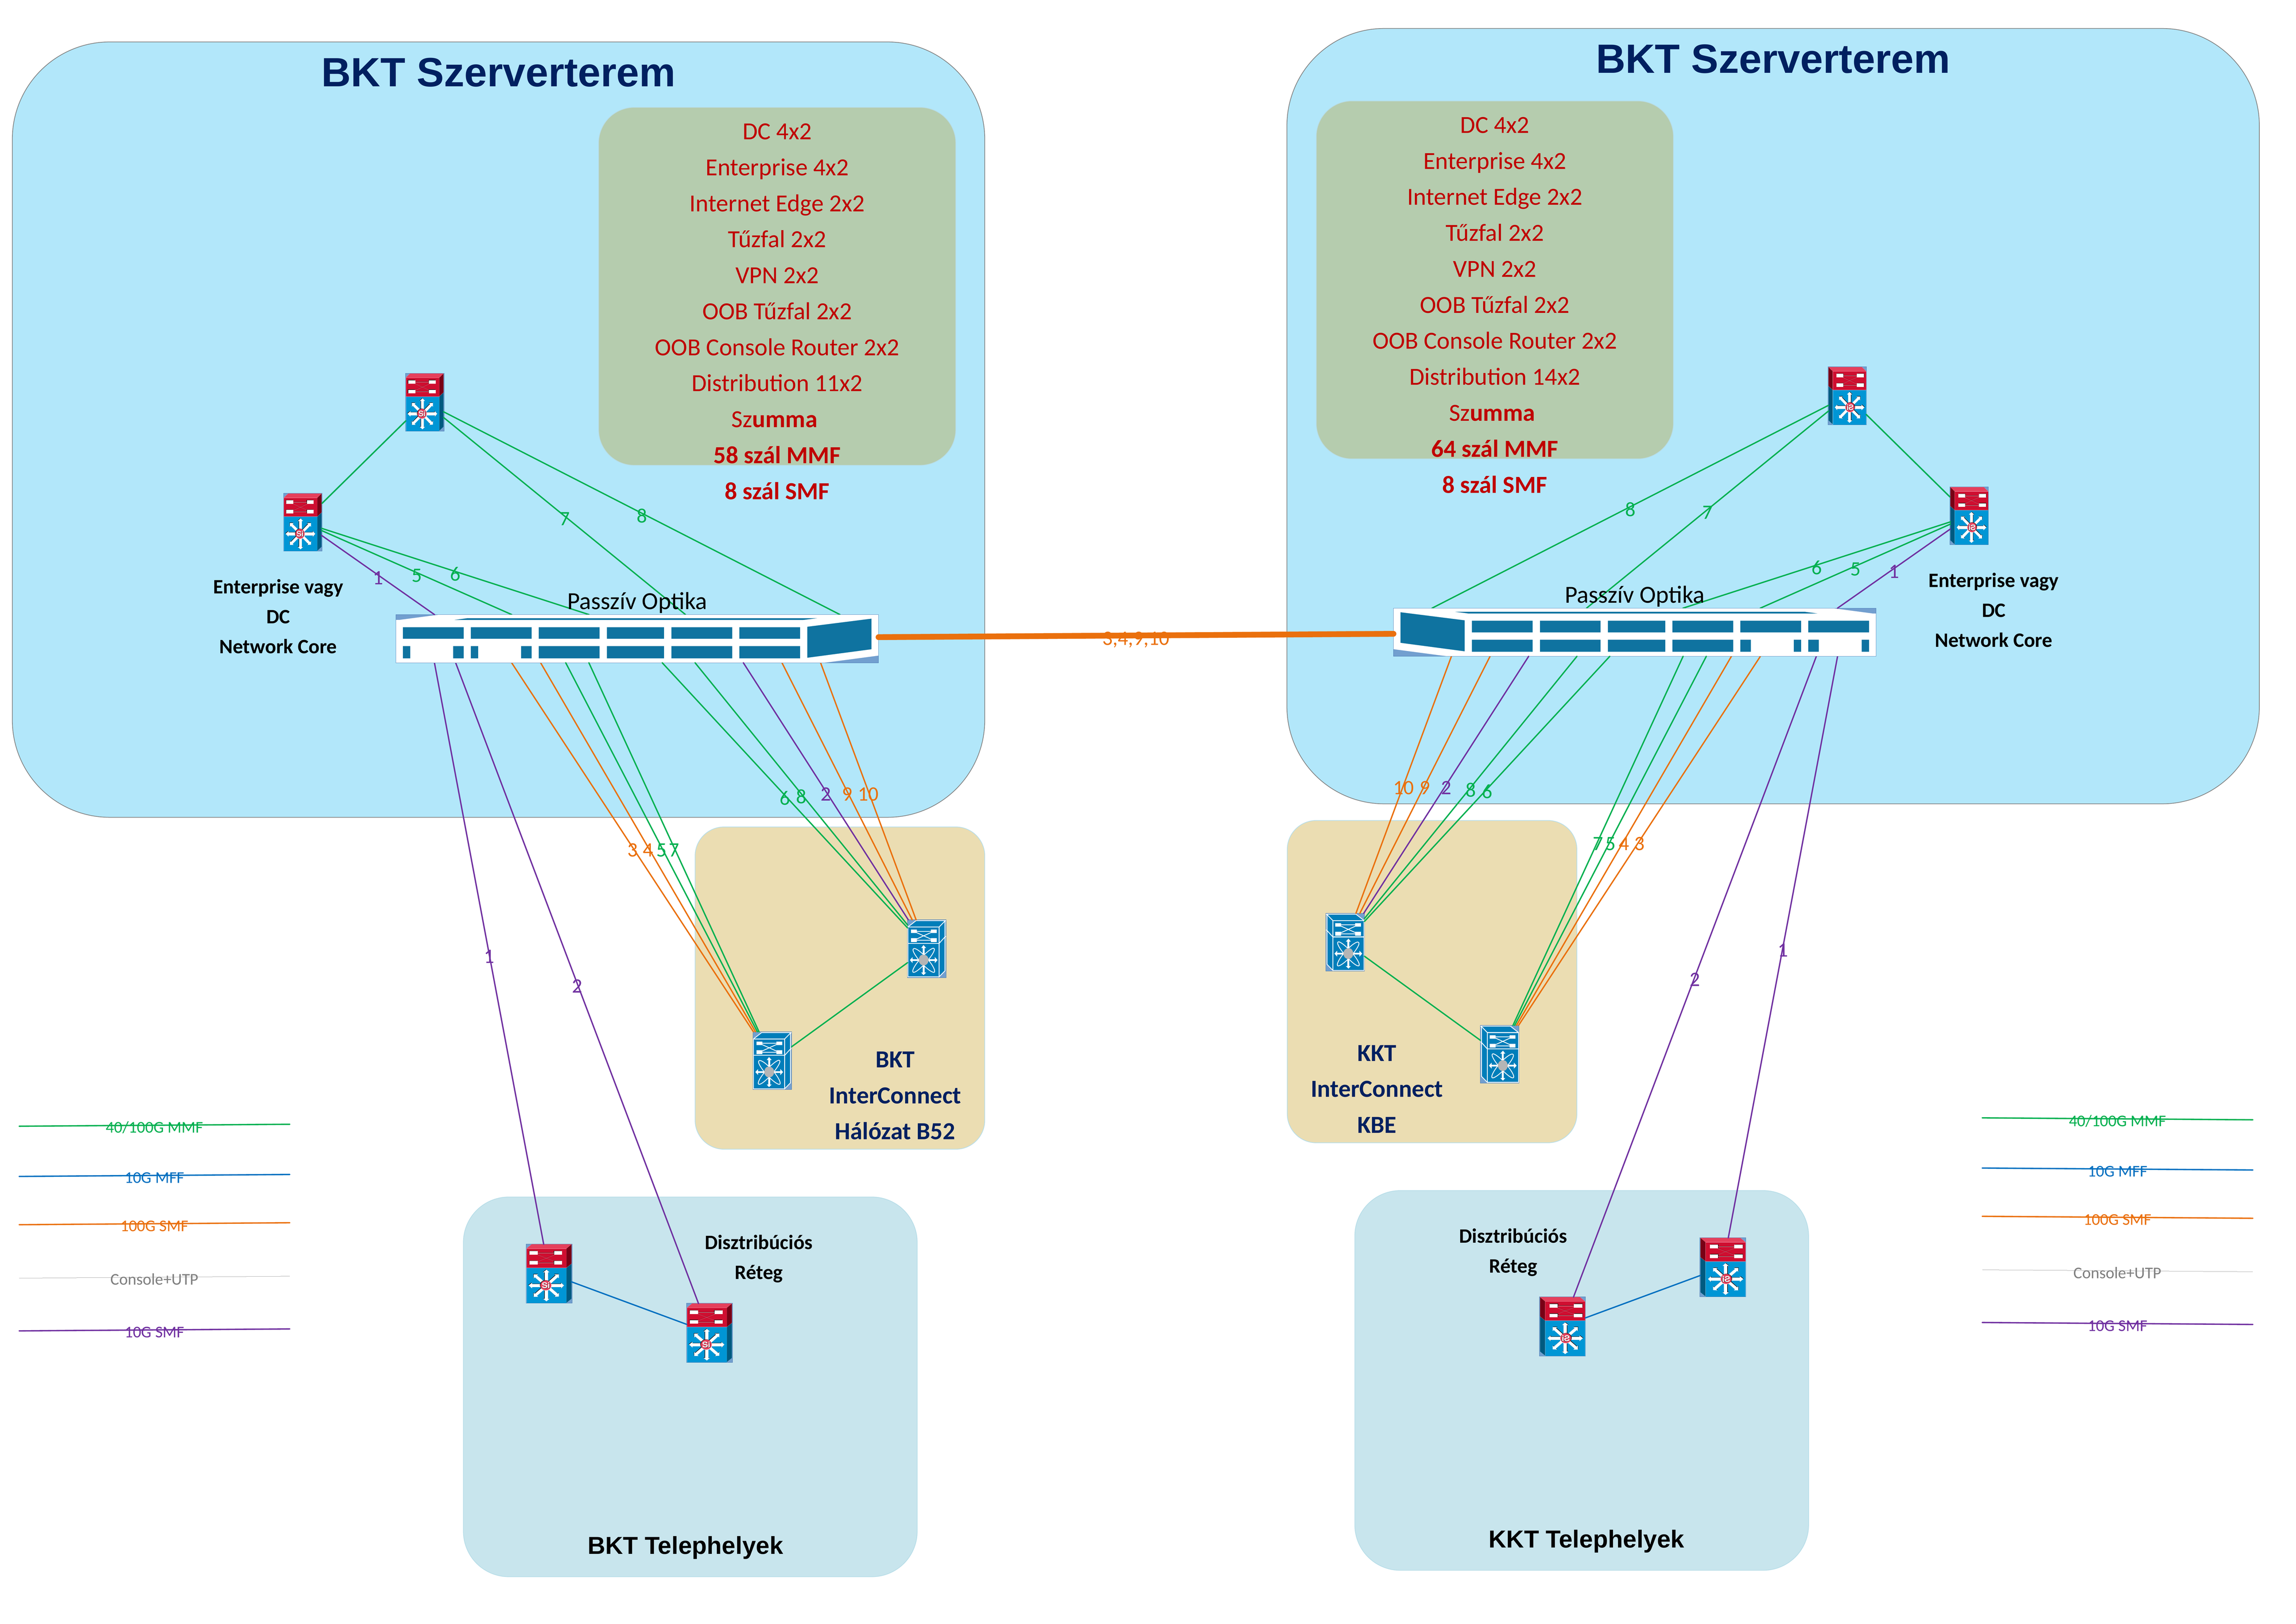 BKT Szerverterem
DC 4x2
Enterprise 4x2
Internet Edge 2x2
Tűzfal 2x2
VPN 2x2
OOB Tűzfal 2x2
OOB Console Router 2x2
Distribution 11x2
Szumma
58 szál MMF
8 szál SMF
7
8
1
5
6
Enterprise vagy
DC
Network Core
Passzív Optika
6 8 2 9 10
3 4 5 7
1
2
BKT
InterConnect
Hálózat B52
40/100G MMF
10G MFF
100G SMF
Console+UTP
10G SMF
Disztribúciós
Réteg
BKT Telephelyek
3,4,9,10
BKT Szerverterem
DC 4x2
Enterprise 4x2
Internet Edge 2x2
Tűzfal 2x2
VPN 2x2
OOB Tűzfal 2x2
OOB Console Router 2x2
Distribution 14x2
Szumma
64 szál MMF
8 szál SMF
8
7
6
5
1
Passzív Optika
Enterprise vagy
DC
Network Core
10 9 2 8 6
7 5 4 3
2
1
KKT
InterConnect
KBE
40/100G MMF
10G MFF
100G SMF
Console+UTP
10G SMF
Disztribúciós
Réteg
KKT Telephelyek